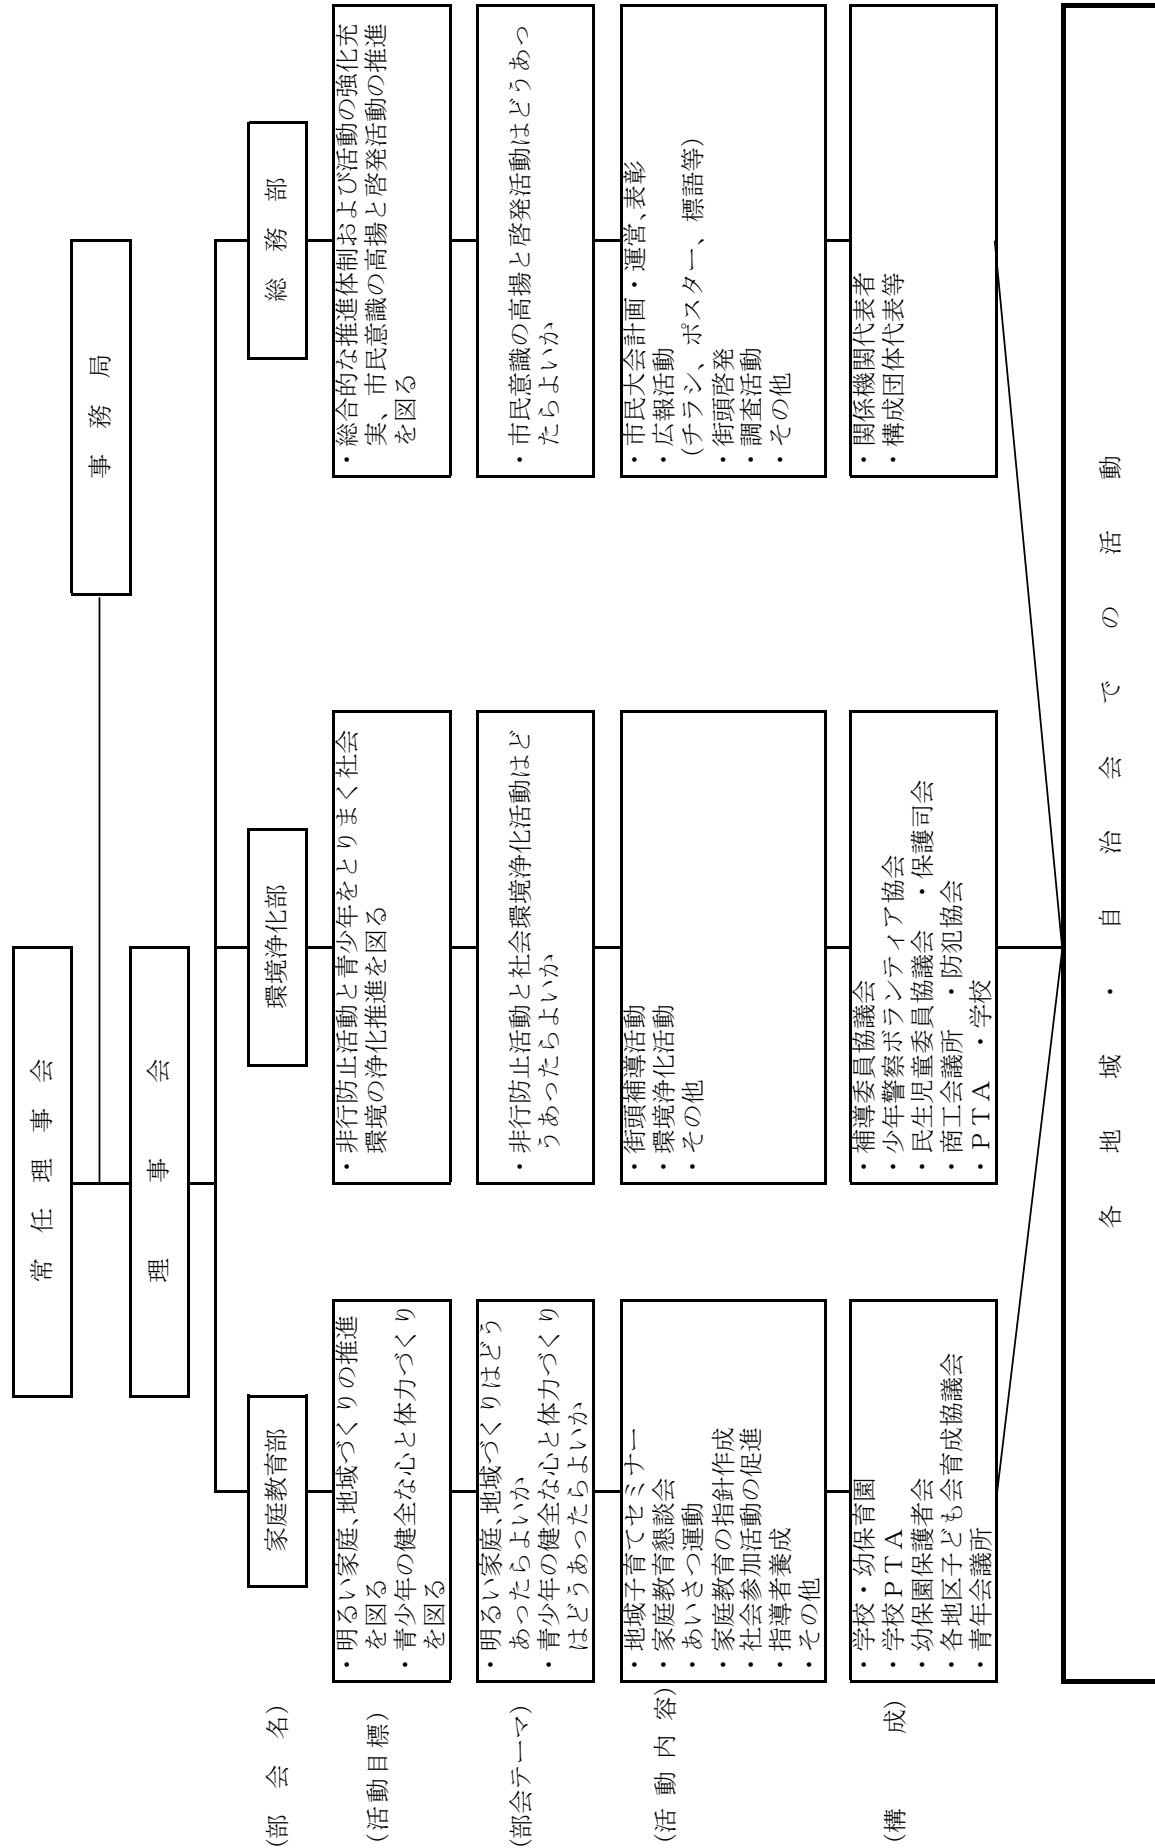 常 任 理 事 会
事 務 局
理 事 会
(部 会 名)
家庭教育部
環境浄化部
総 務 部
(活動目標)
・明るい家庭、地域づくりの推進
を図る
・青少年の健全な心と体力づくり
を図る
・非行防止活動と青少年をとりまく社会
環境の浄化推進を図る
・総合的な推進体制および活動の強化充
実、市民意識の高揚と啓発活動の推進
を図る
(部会テーマ)
・明るい家庭、地域づくりはどう
あったらよいか
・青少年の健全な心と体力づくり
はどうあったらよいか
・非行防止活動と社会環境浄化活動はど
うあったらよいか
・市民意識の高揚と啓発活動はどうあっ
たらよいか
(活 動 内 容)
・地域子育てセミナー
・家庭教育懇談会
・あいさつ運動
・家庭教育の指針作成
・社会参加活動の促進
・指導者養成
・その他
・街頭補導活動
・環境浄化活動
・その他
・市民大会計画・運営、表彰
・広報活動
(チラシ、ポスター、標語等)
・街頭啓発
・調査活動
・その他
(構 成)
・学校・幼保育園
・学校ＰＴＡ
・幼保園保護者会
・各地区子ども会育成協議会
・青年会議所
・補導委員協議会
・少年警察ボランティア協会
・民生児童委員協議会 ・保護司会
・商工会議所 ・防犯協会
・ＰＴＡ ・学校
・関係機関代表者
・構成団体代表等
各 地 域 ・ 自 治 会 で の 活 動